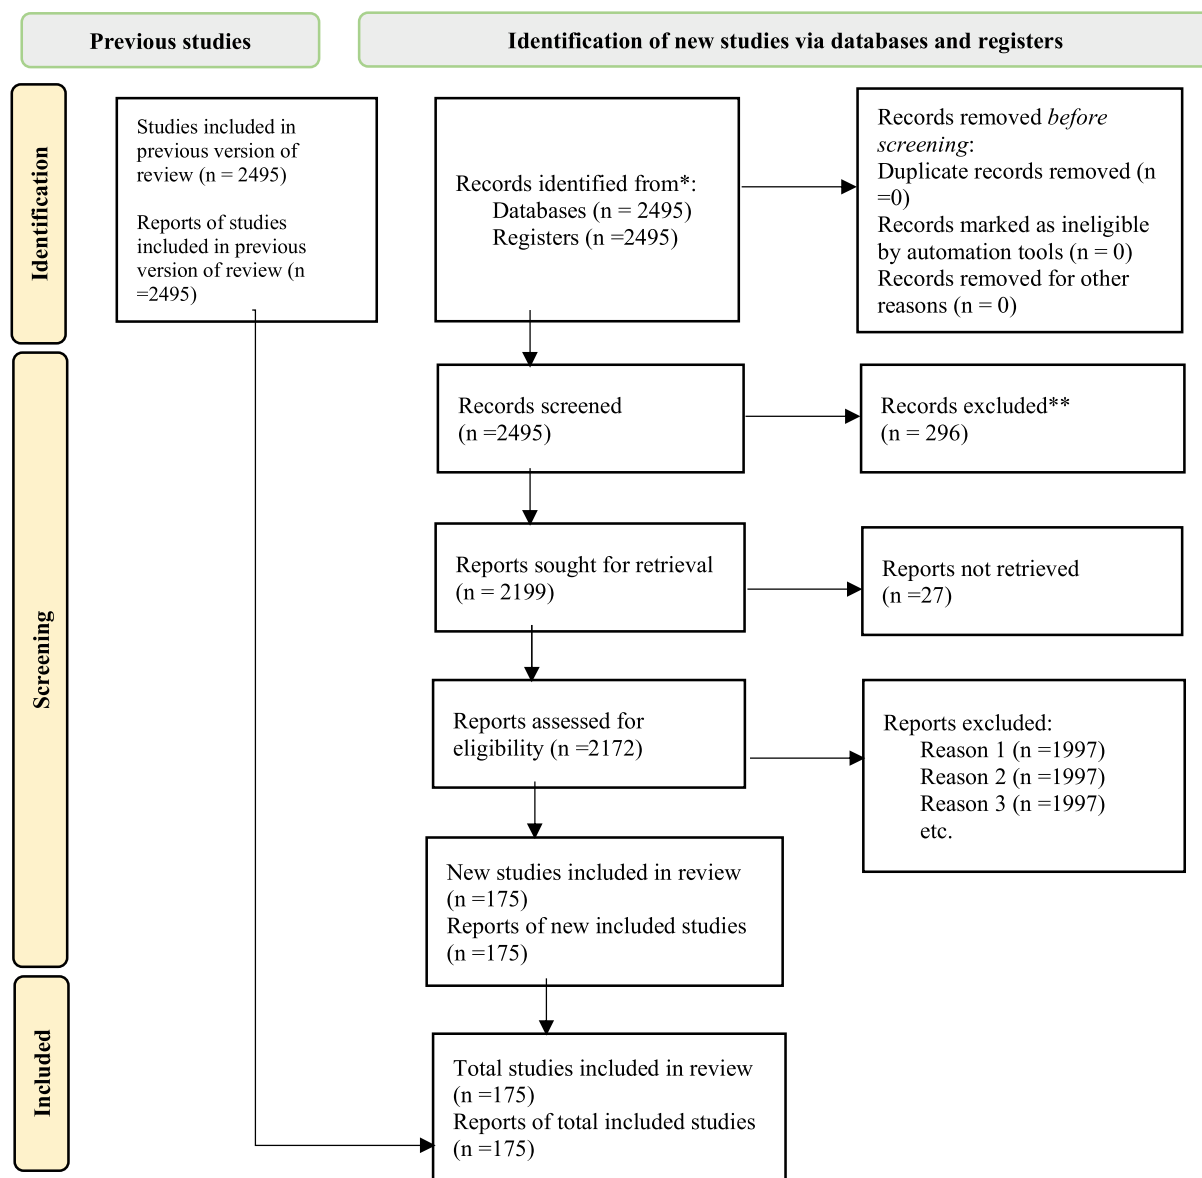 Previous studies
Identification of new studies via databases and registers
Identification
Studies included in
previous version of
review (n = 2495)
Reports of studies
included in previous
version of review (n
=2495)
Records identified from*:
Databases (n = 2495)
Registers (n =2495)
Records removed before
screening:
Duplicate records removed (n
=0)
Records marked as ineligible
by automation tools (n = 0)
Records removed for other
reasons (n = 0)
Screening
Records screened
(n =2495)
Records excluded**
(n = 296)
Reports sought for retrieval
(n = 2199)
Reports not retrieved
(n =27)
Reports assessed for
eligibility (n =2172)
Reports excluded:
Reason 1 (n =1997)
Reason 2 (n =1997)
Reason 3 (n =1997)
etc.
New studies included in review
(n =175)
Reports of new included studies
(n =175)
Included
Total studies included in review
(n =175)
Reports of total included studies
(n =175)